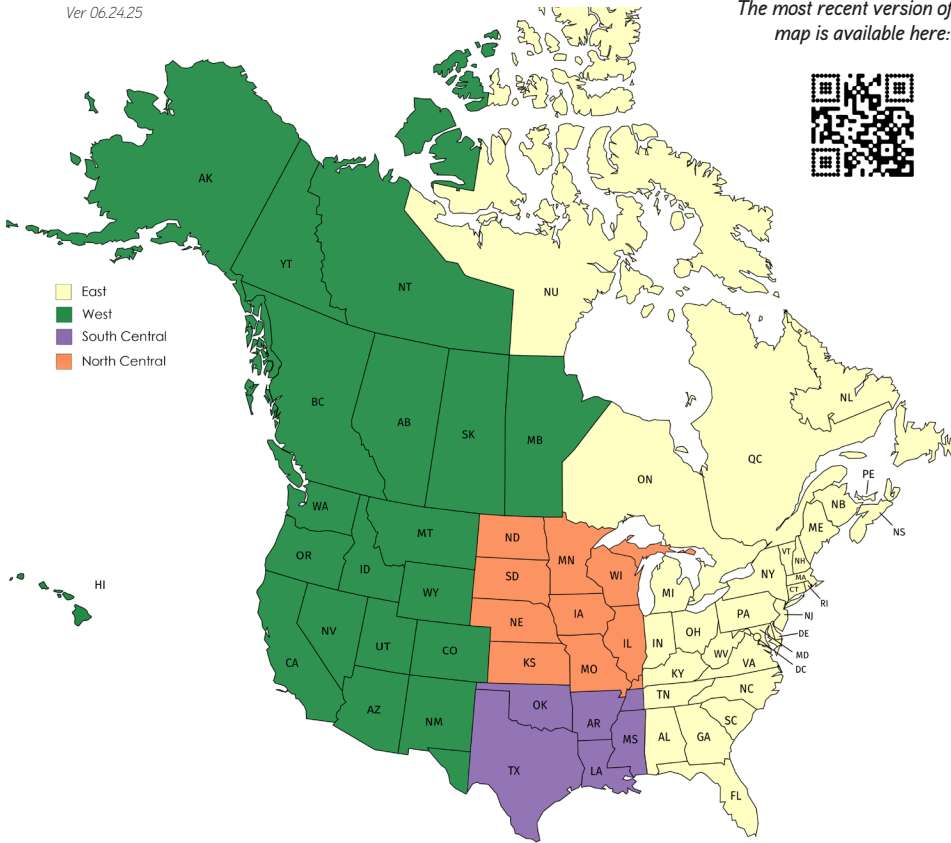 Ver 06.24.25
The most recent version of
map is available here:
AK
YT
NT
NU
East
West
South Central
North Central
BC
AB
SK
MB
ON
QC
NL
PE
NB
NS
ME
WA
MT
ND
MN
OR
ID
WY
SD
WI
MI
VT
NH
NY
MA
CT
RI
HI
NV
UT
CO
NE
IA
IL
IN
OH
PA
NJ
DE
MD
DC
CA
KS
MO
KY
WV
VA
AZ
NM
OK
AR
TN
NC
SC
TX
LA
MS
AL
GA
FL